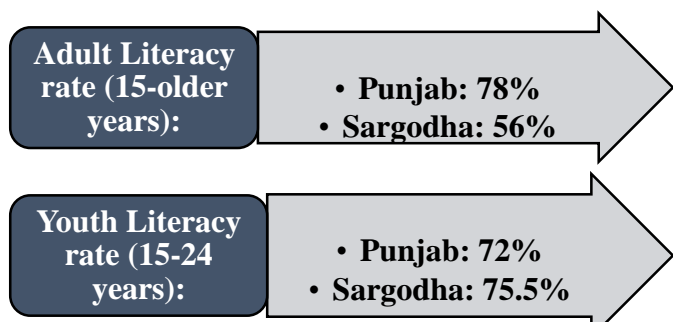 Adult Literacy
rate (15-older
years):
• Punjab: 78%
• Sargodha: 56%
Youth Literacy
rate (15-24
years):
• Punjab: 72%
• Sargodha: 75.5%